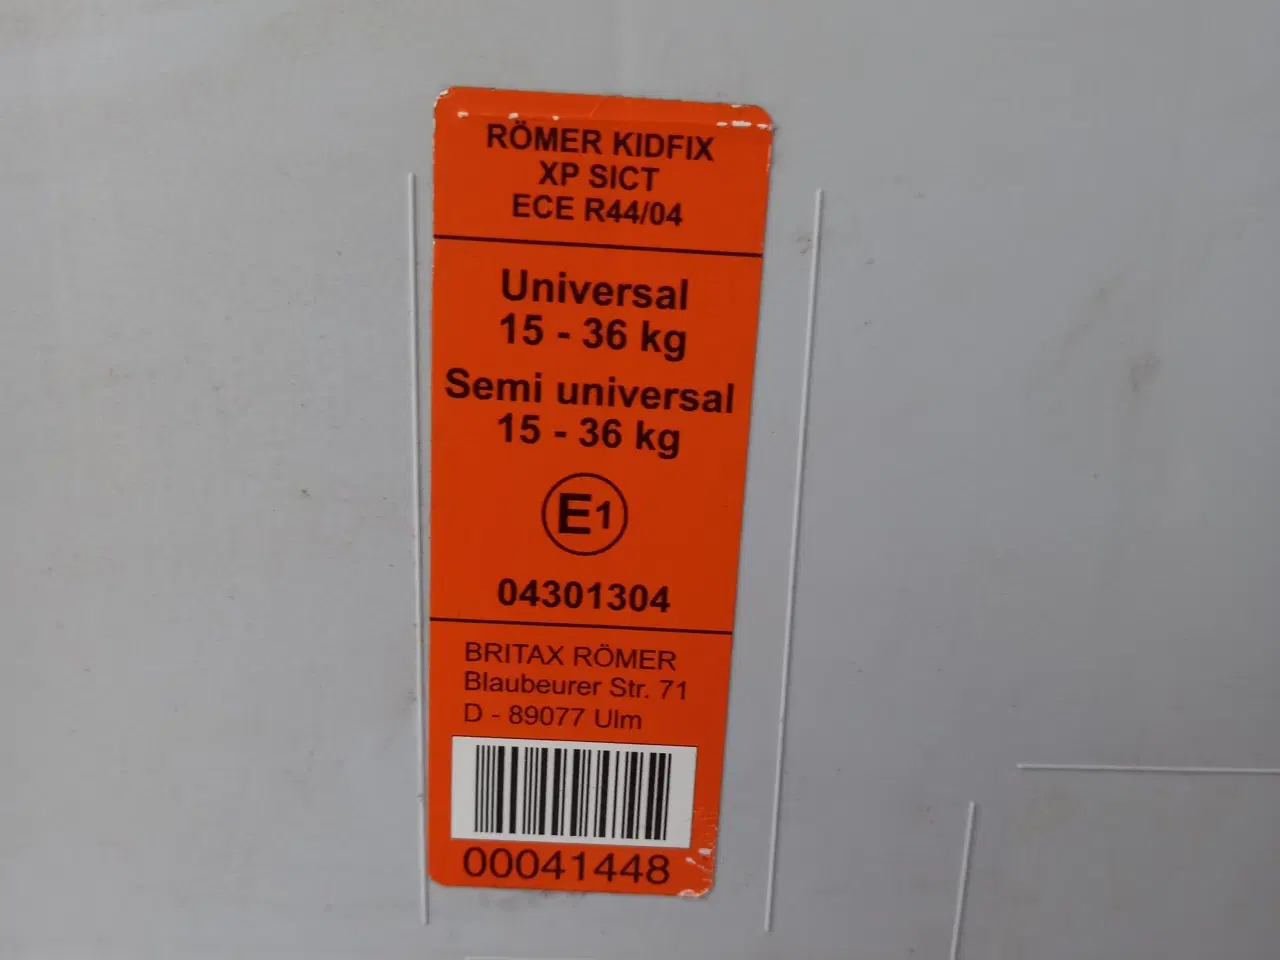 RÖMER KIDFIX
XP SICT
ECE R44/04
Universal
15 - 36 kg
Semi universal
15 - 36 kg
E1
04301304
BRITAX RÖMER
Blaubeurer Str. 71
D - 89077 Ulm
00041448